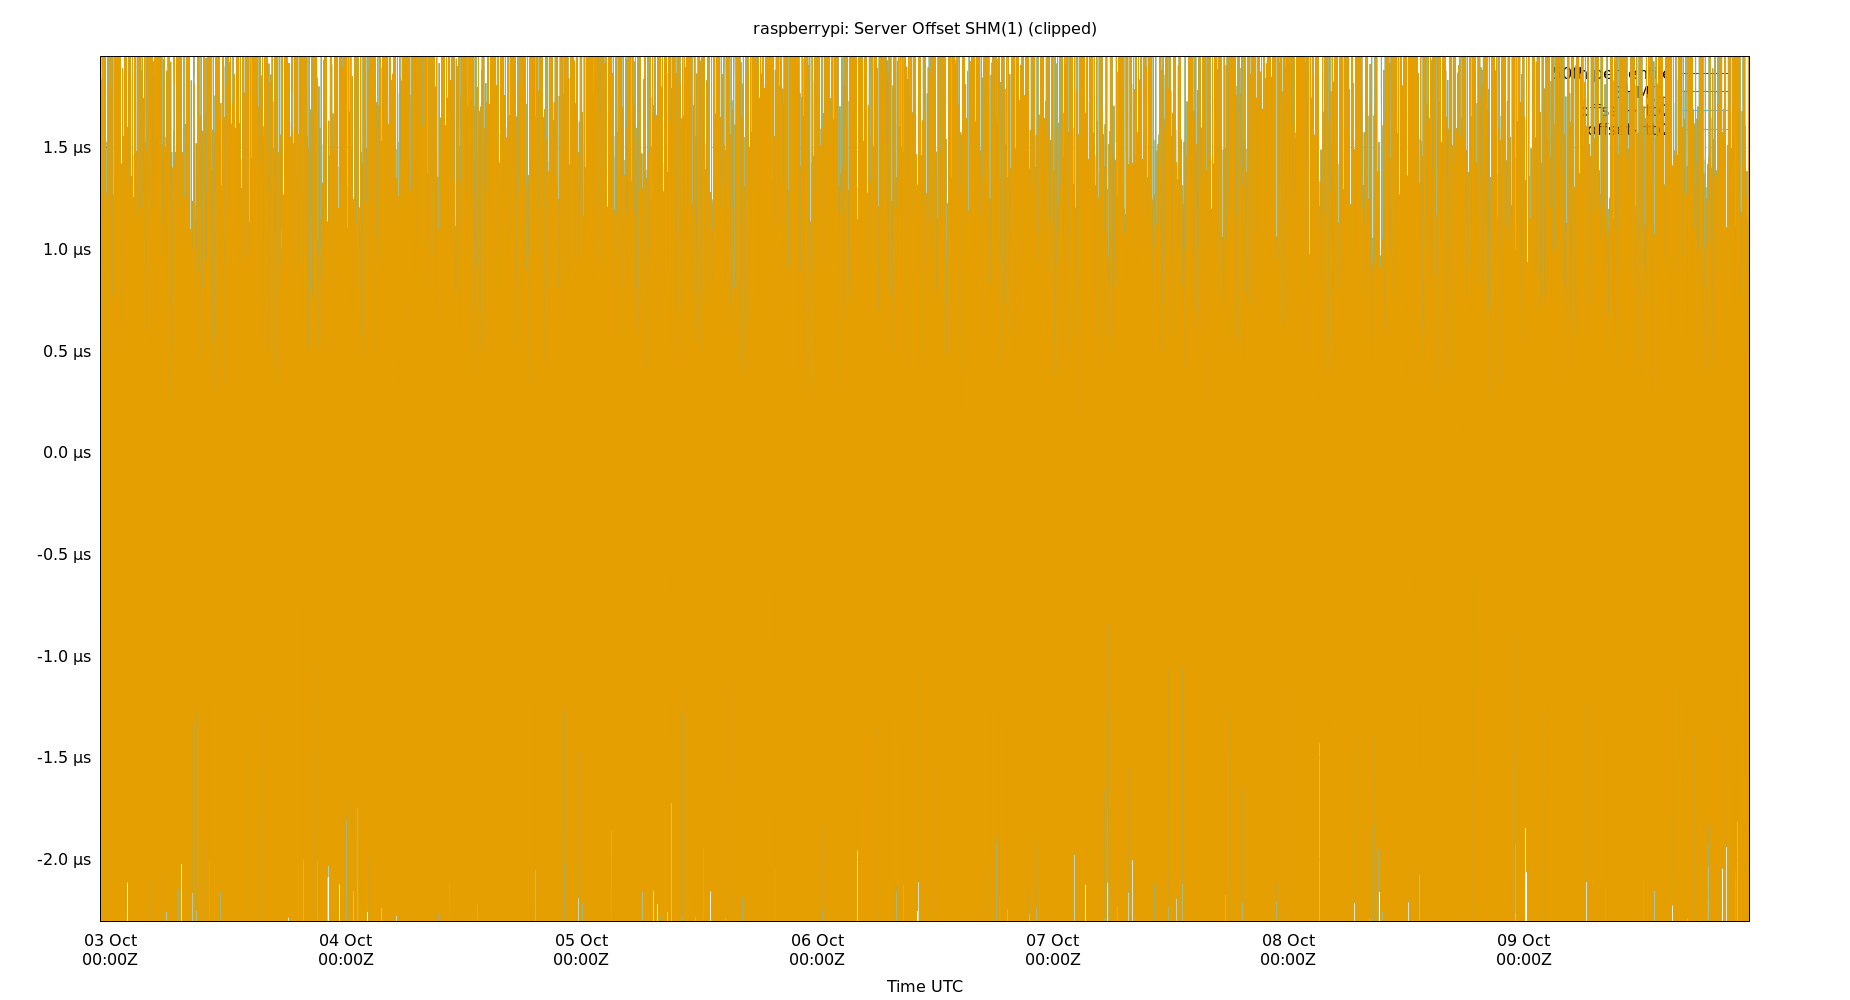 raspberrypi: Server Offset SHM(1) (clipped)
1.5 µs
1.0 µs
0.5 µs
0.0 µs
-0.5 µs
-1.0 µs
-1.5 µs
-2.0 µs
03 Oct 04 Oct 05 Oct 06 Oct 07 Oct 08 Oct 09 Oct
00:00Z 00:00Z 00:00Z 00:00Z 00:00Z 00:00Z 00:00Z
Time UTC